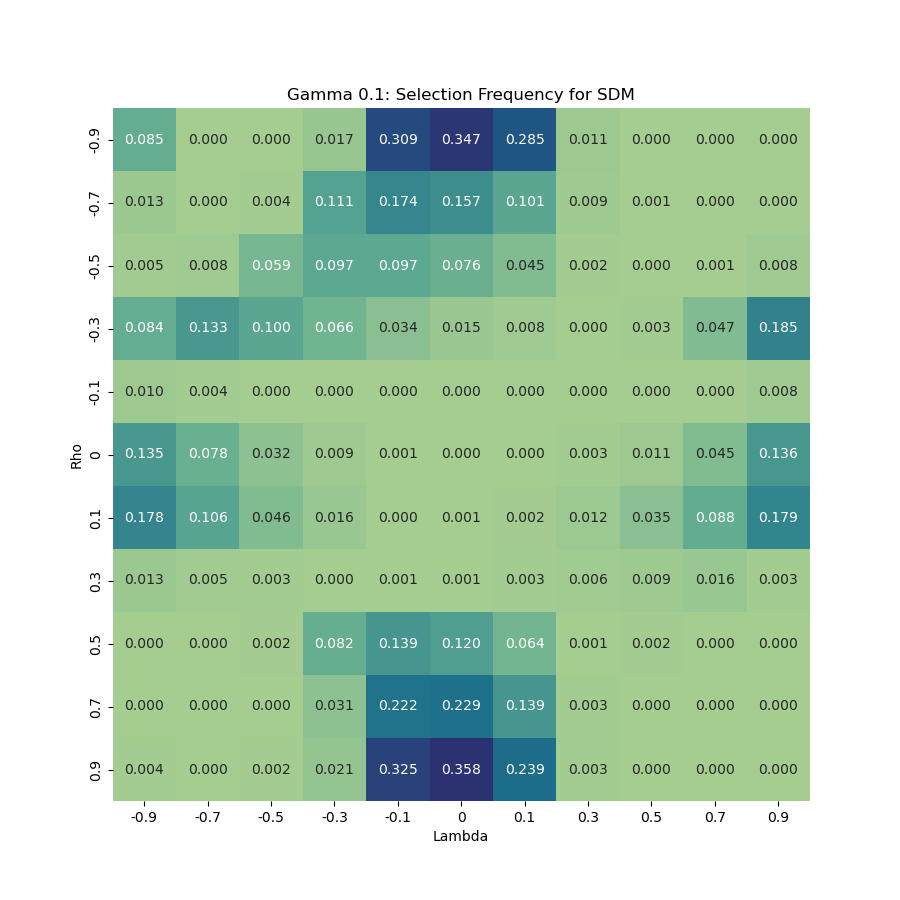 Gamma 0.1: Selection Frequency for SDM
-0.9 0.085 0.000 0.000 0.017 0.309 0.347 0.285 0.011 0.000 0.000 0.000
-0.7 0.013 0.000 0.004 0.111 0.174 0.157 0.101 0.009 0.001 0.000 0.000
-0.5 0.005 0.008 0.059 0.097 0.097 0.076 0.045 0.002 0.000 0.001 0.008
-0.3 0.084 0.133 0.100 0.066 0.034 0.015 0.008 0.000 0.003 0.047 0.185
-0.1 0.010 0.004 0.000 0.000 0.000 0.000 0.000 0.000 0.000 0.000 0.008
Rho
0 0.135 0.078 0.032 0.009 0.001 0.000 0.000 0.003 0.011 0.045 0.136
0.1 0.178 0.106 0.046 0.016 0.000 0.001 0.002 0.012 0.035 0.088 0.179
0.3 0.013 0.005 0.003 0.000 0.001 0.001 0.003 0.006 0.009 0.016 0.003
0.5 0.000 0.000 0.002 0.082 0.139 0.120 0.064 0.001 0.002 0.000 0.000
0.7 0.000 0.000 0.000 0.031 0.222 0.229 0.139 0.003 0.000 0.000 0.000
0.9 0.004 0.000 0.002 0.021 0.325 0.358 0.239 0.003 0.000 0.000 0.000
-0.9 -0.7 -0.5 -0.3 -0.1 0 0.1 0.3 0.5 0.7 0.9
Lambda